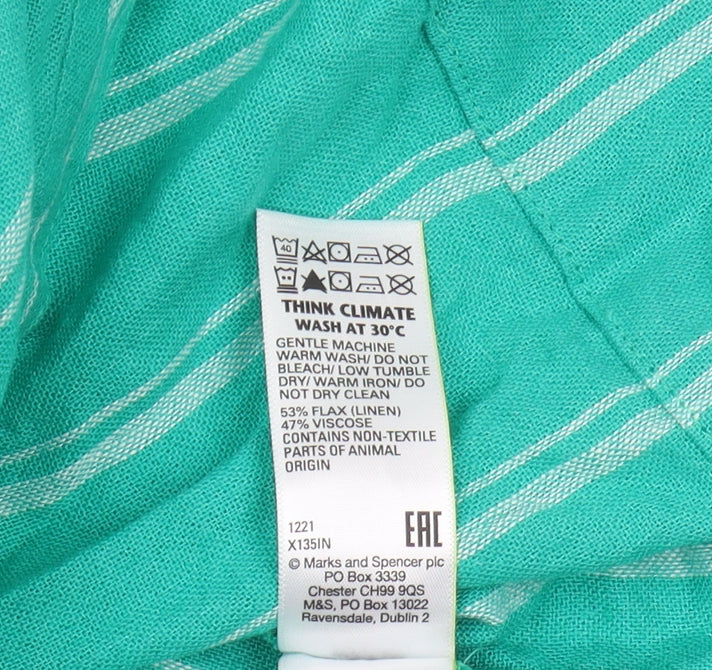 40
THINK CLIMATE
WASH AT 30°C
GENTLE MACHINE
WARM WASH/ DO NOT
BLEACH/ LOW TUMBLE
DRY/ WARM IRON/ DO
NOT DRY CLEAN
53% FLAX (LINEN)
47% VISCOSE
CONTAINS NON-TEXTILE
PARTS OF ANIMAL
ORIGIN
1221
X135IN
EAC
© Marks and Spencer plc
PO Box 3339
Chester CH99 9QS
M&S, PO Box 13022
Ravensdale, Dublin 2